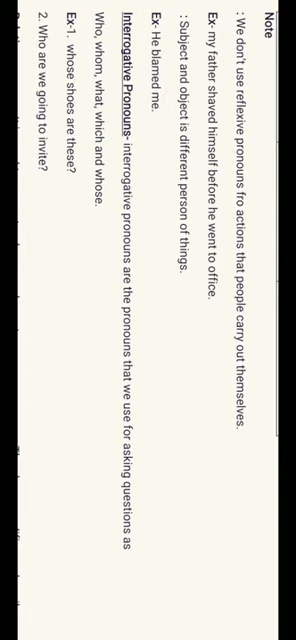 Note
: We don't use reflexive pronouns fro actions that people carry out themselves.
Ex- my father shaved himself before he went to office.
: Subject and object is different person of things.
Ex- He blamed me.
Interrogative Pronouns- interrogative pronouns are the pronouns that we use for asking questions as
Who, whom, what, which and whose.
Ex-1. whose shoes are these?
2. Who are we going to invite?